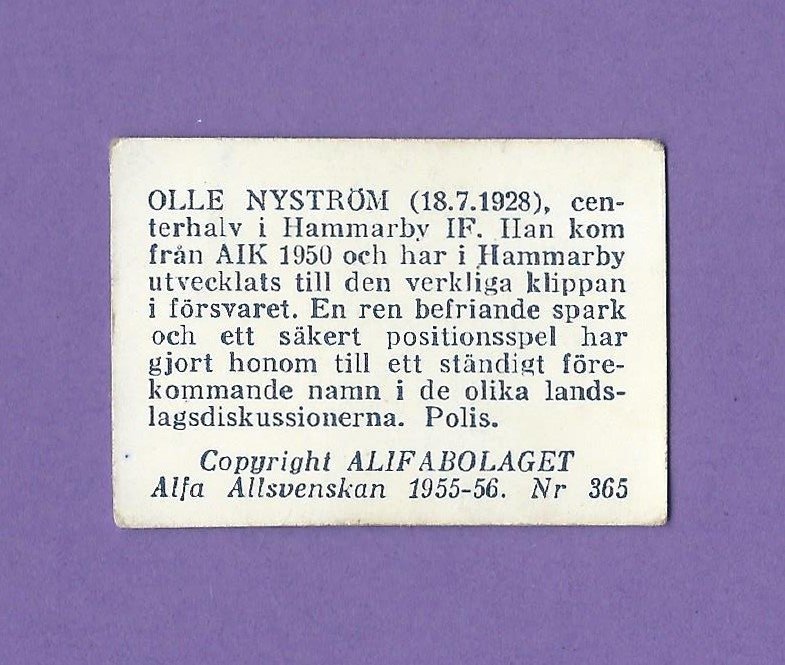 OLLE NYSTRÖM (18.7.1928), cen-
terhalv i Hammarby IF. Han kom
från AIK 1950 och har i Hammarby
utvecklats till den verkliga klippan
i försvaret. En ren befriande spark
och ett säkert positionsspel har
gjort honom till ett ständigt före-
kommande namn i de olika lands-
lagsdiskussionerna. Polis.
Copyright ALIFABOLAGET
Alfa Allsvenskan 1955-56. Nr 365